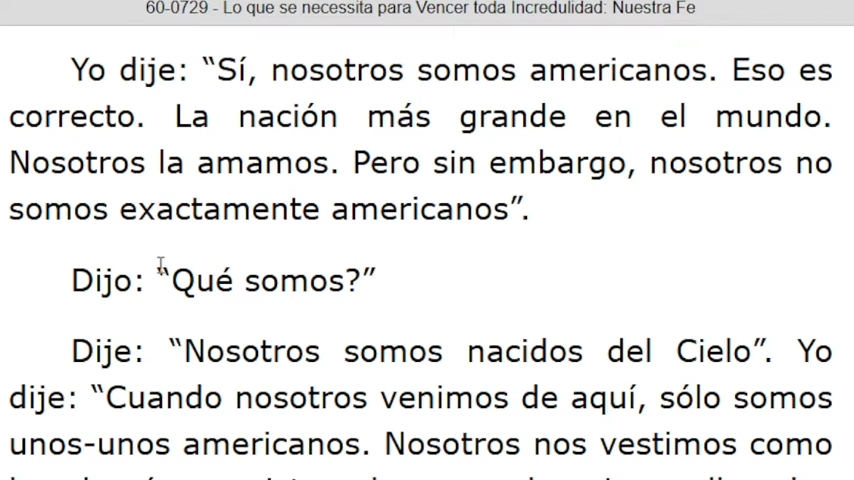 60-0729 - Lo que se necessita para Vencer toda Incredulidad: Nuestra Fe
Yo dije: “Sí, nosotros somos americanos. Eso es
correcto. La nación más grande en el mundo.
Nosotros la amamos. Pero sin embargo, nosotros no
somos exactamente americanos”.
Dijo: “Qué somos?”
Dije: “Nosotros somos nacidos del Cielo”. Yo
dije: “Cuando nosotros venimos de aquí, sólo somos
unos-unos americanos. Nosotros nos vestimos como